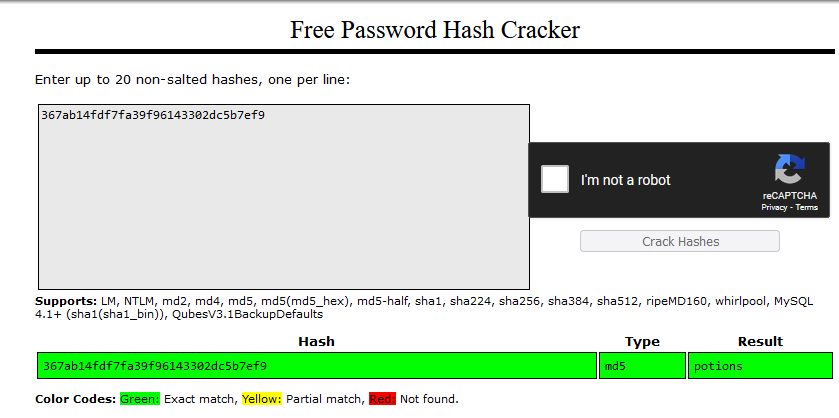 Free Password Hash Cracker
Enter up to 20 non-salted hashes, one per line:
367ab14fdf7fa39f96143302dc5b7ef9
I'm not a robot
reCAPTCHA
Privacy - Terms
Crack Hashes
Supports: LM, NTLM, md2, md4, md5, md5(md5_hex), md5-half, sha1, sha224, sha256, sha384, sha512, ripeMD160, whirlpool, MySQL
4.1+ (sha1(sha1_bin)), QubesV3.1BackupDefaults
Hash Type Result
367ab14fdf7fa39f96143302dc5b7ef9 md5 potions
Color Codes: Green: Exact match, Yellow: Partial match, Red: Not found.